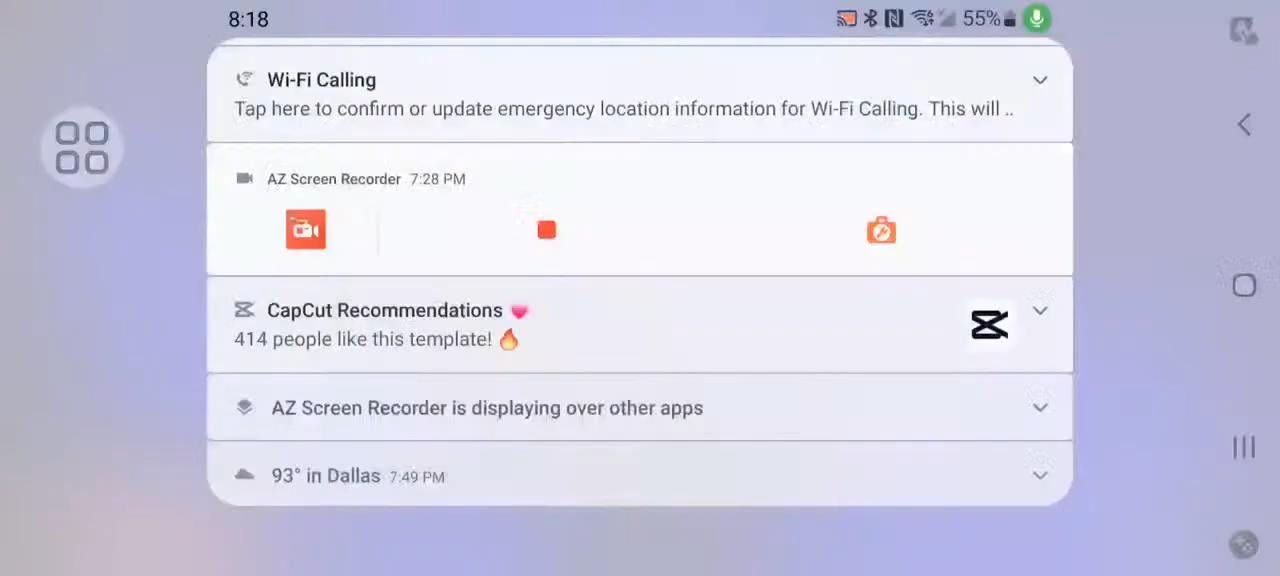 8:18
55%
Wi-Fi Calling
Tap here to confirm or update emergency location information for Wi-Fi Calling. This will ..
AZ Screen Recorder 7:28 PM
CapCut Recommendations 💗
414 people like this template! 🔥
AZ Screen Recorder is displaying over other apps
93° in Dallas 7:49 PM